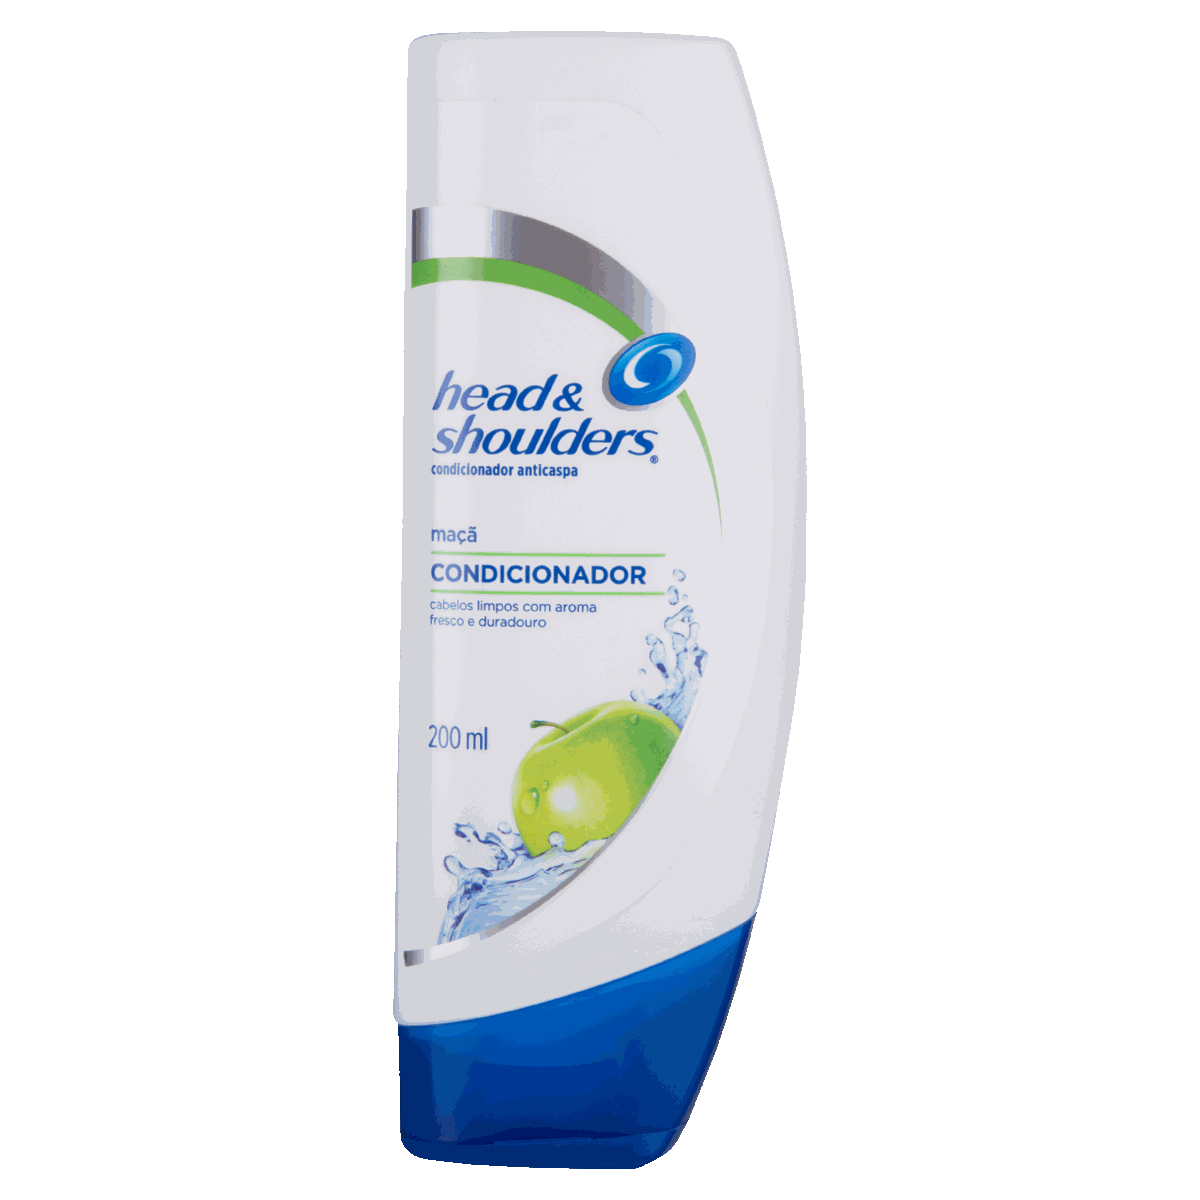 head &
shoulders®
condicionador anticaspa
maçã
CONDICIONADOR
cabelos limpos com aroma
fresco e duradouro
200 ml